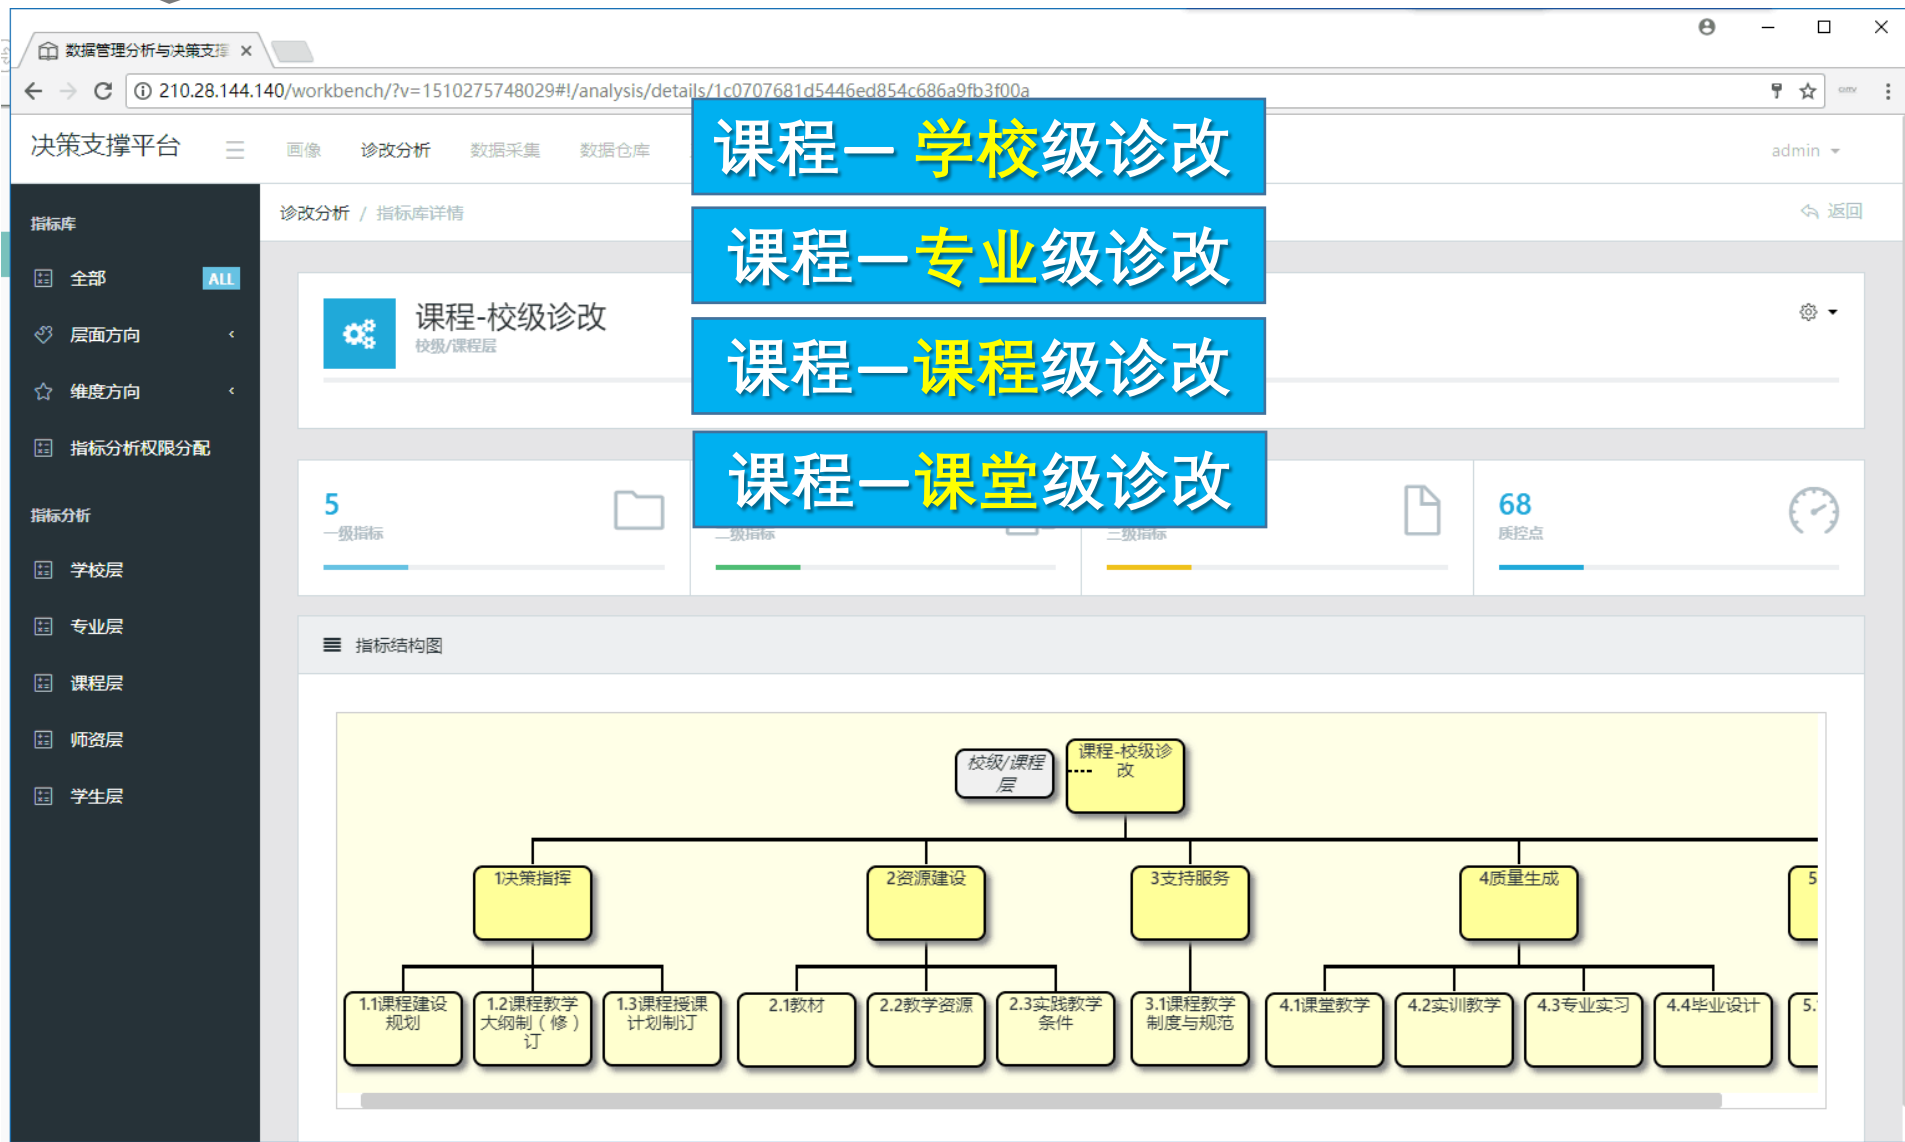 数据管理分析与决策支撑
210.28.144.140/workbench/?v=1510275748029#!/analysis/details/1c0707681d5446ed854c686a9fb3f00a
决策支撑平台
画像 诊改分析 数据采集 数据仓库
admin
课程— 学校级诊改
课程—专业级诊改
课程—课程级诊改
课程—课堂级诊改
指标库
全部 ALL
层面方向
维度方向
指标分析权限分配
指标分析
学校层
专业层
课程层
师资层
学生层
诊改分析 / 指标库详情
返回
课程-校级诊改
校级/课程层
5
一级指标
二级指标
三级指标
68
质控点
指标结构图
校级/课程
层
课程-校级诊
改
1决策指挥
2资源建设
3支持服务
4质量生成
5
1.1课程建设
规划
1.2课程教学
大纲制（修）
订
1.3课程授课
计划制订
2.1教材
2.2教学资源
2.3实践教学
条件
3.1课程教学
制度与规范
4.1课堂教学
4.2实训教学
4.3专业实习
4.4毕业设计
5.